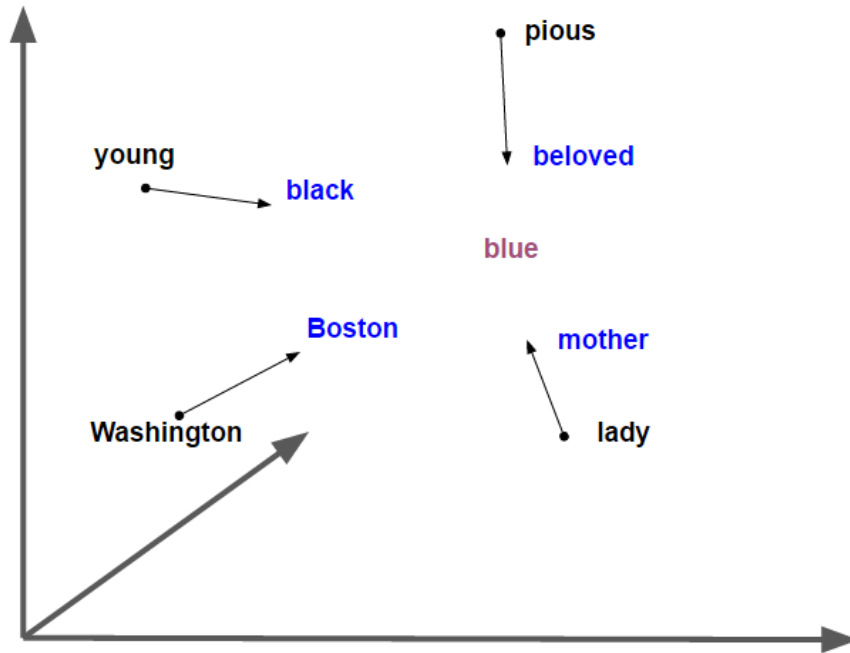 pious
young
beloved
black
blue
Boston
mother
Washington
lady